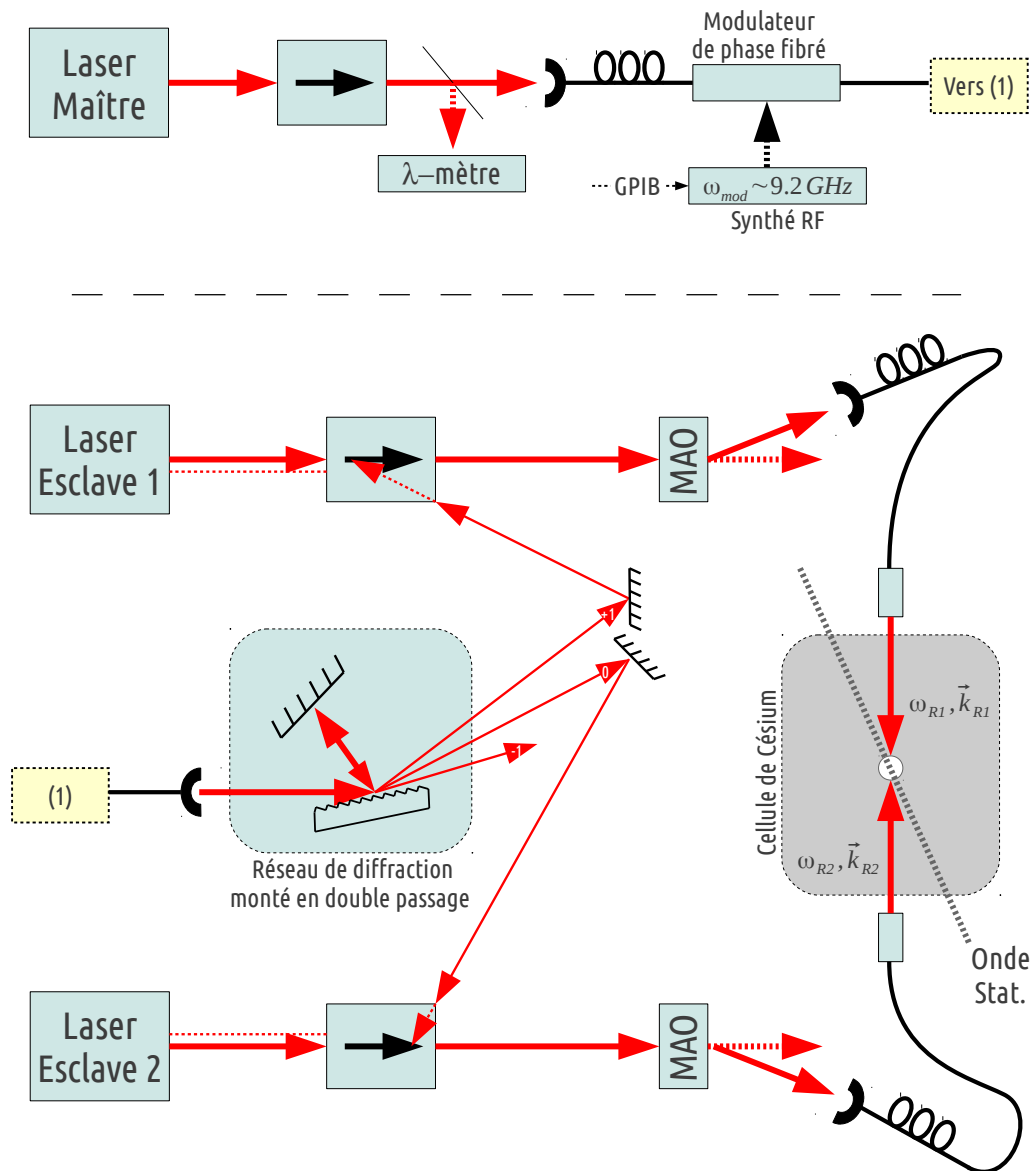 Modulateur
de phase fibré
Laser
Maître
Vers (1)
λ–mètre
GPIB
ω_mod ~ 9.2 GHz
Synthé RF
Laser
Esclave 1
MAO
+1
0
-1
(1)
Réseau de diffraction
monté en double passage
Cellule de Césium
ω_R1, k⃗_R1
ω_R2, k⃗_R2
Onde
Stat.
Laser
Esclave 2
MAO